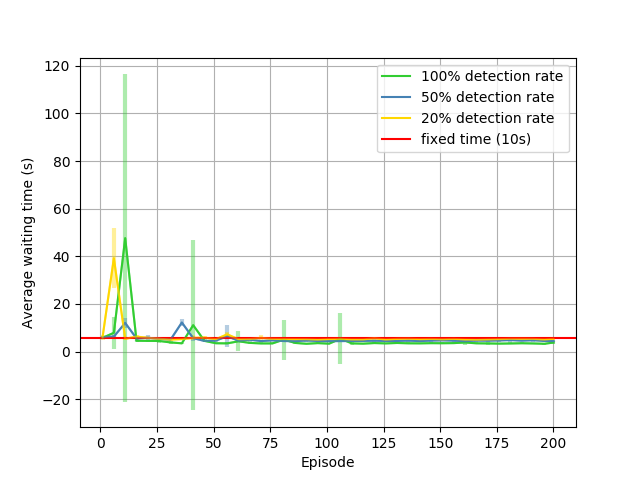 120
100
80
60
40
20
0
−20
Average waiting time (s)
100% detection rate
50% detection rate
20% detection rate
fixed time (10s)
0 25 50 75 100 125 150 175 200
Episode